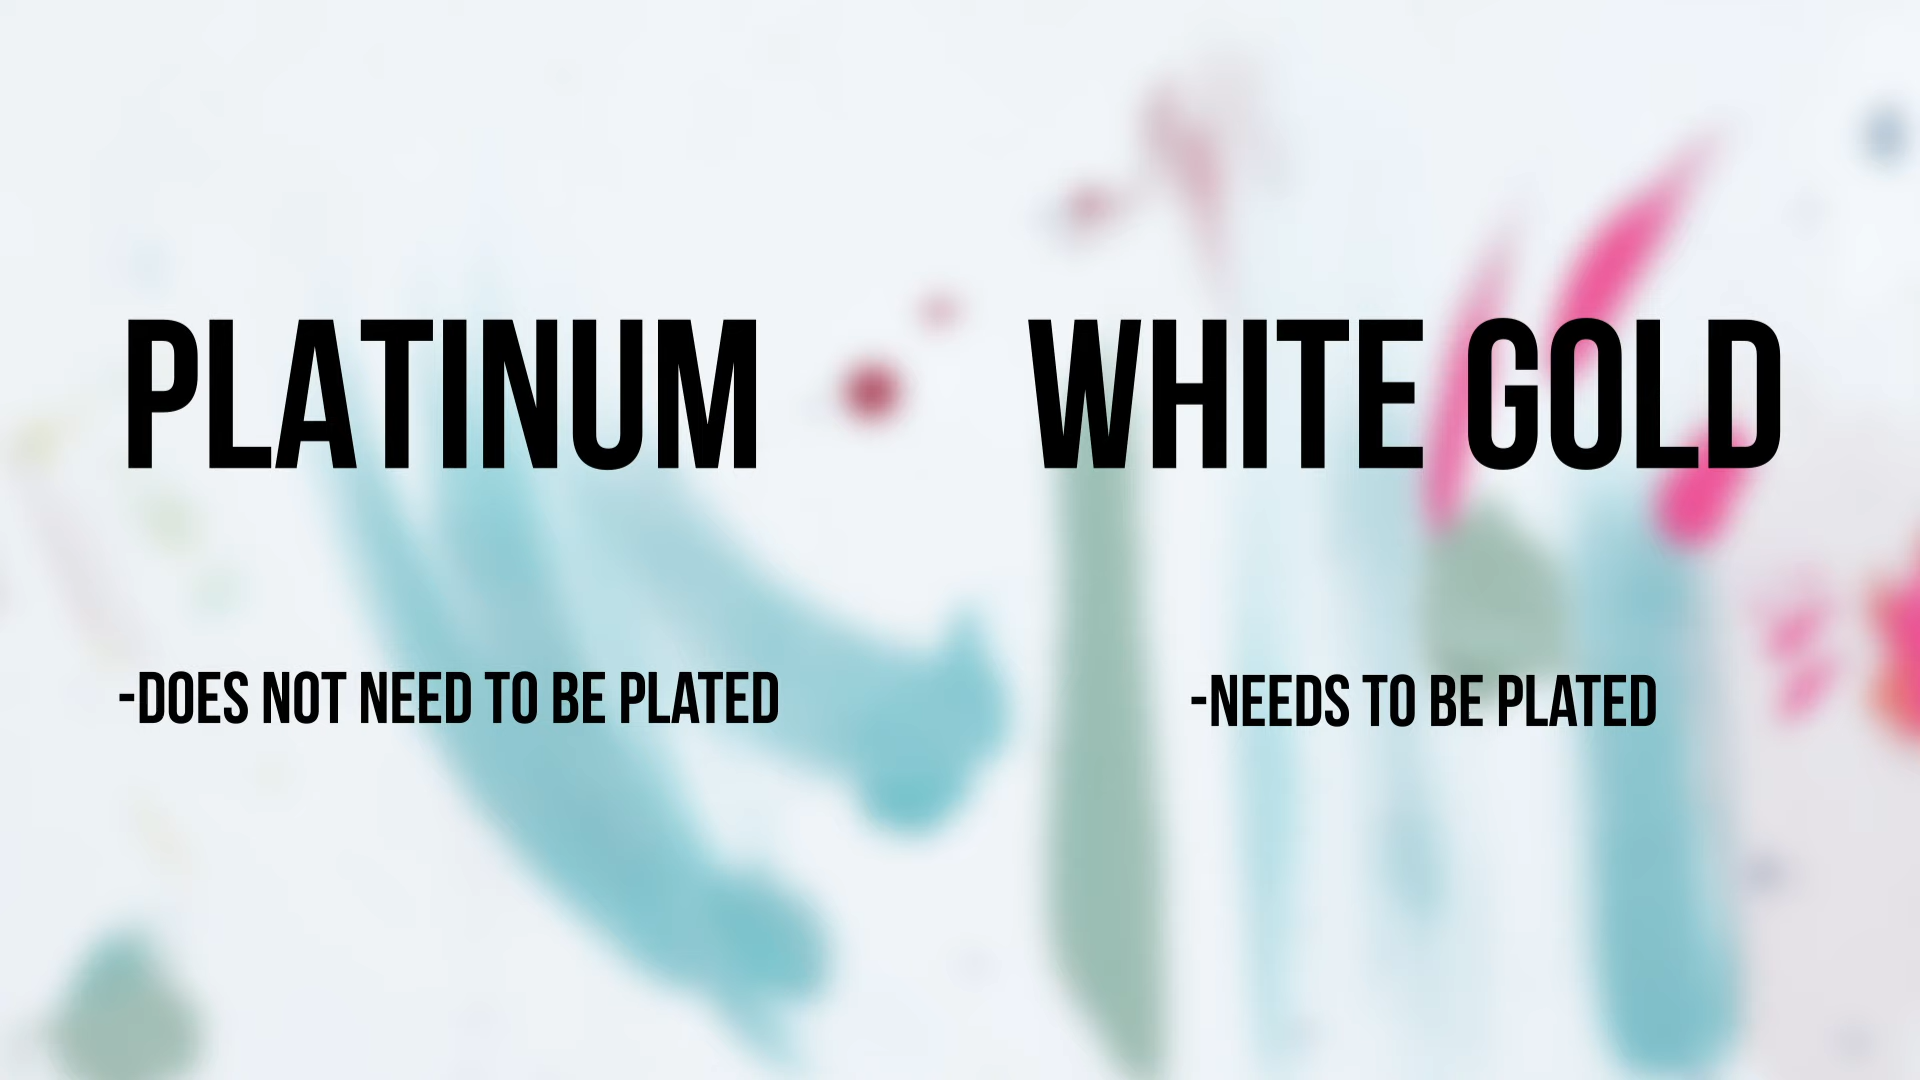 PLATINUM
WHITE GOLD
-DOES NOT NEED TO BE PLATED
-NEEDS TO BE PLATED